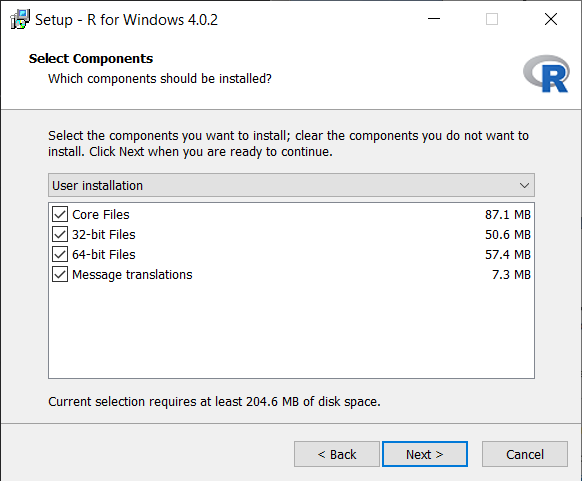 Setup - R for Windows 4.0.2
Select Components
Which components should be installed?
R
Select the components you want to install; clear the components you do not want to
install. Click Next when you are ready to continue.
User installation
Core Files 87.1 MB
32-bit Files 50.6 MB
64-bit Files 57.4 MB
Message translations 7.3 MB
Current selection requires at least 204.6 MB of disk space.
< Back Next > Cancel